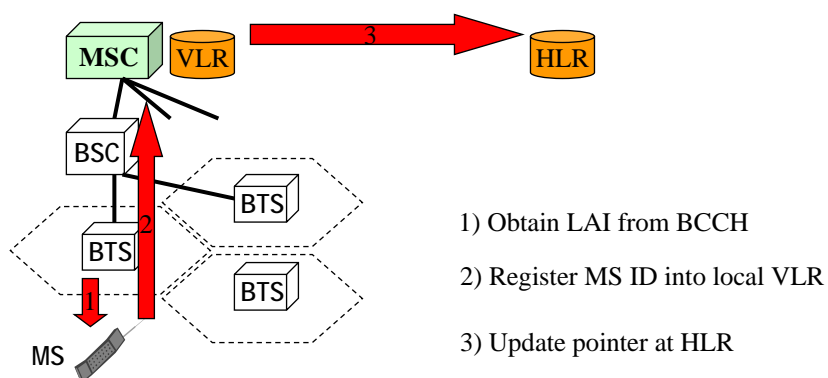 3
MSC
VLR
HLR
BSC
BTS
2
BTS
1) Obtain LAI from BCCH
BTS
2) Register MS ID into local VLR
1
MS
3) Update pointer at HLR